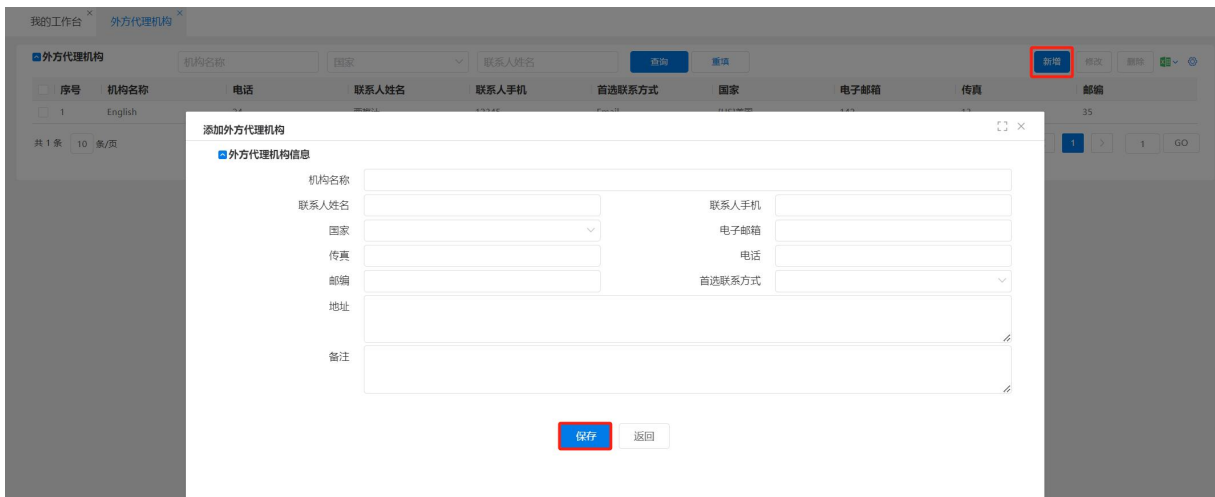 我的工作台 × 外方代理机构 ×
外方代理机构 机构名称 国家 联系人姓名 查询 重填 新增 修改 删除
序号 机构名称 电话 联系人姓名 联系人手机 首选联系方式 国家 电子邮箱 传真 邮编
1 English 35
共 1 条 10 条/页 1 > 1 GO
添加外方代理机构 ×
外方代理机构信息
机构名称
联系人姓名 联系人手机
国家 电子邮箱
传真 电话
邮编 首选联系方式
地址
备注
保存 返回